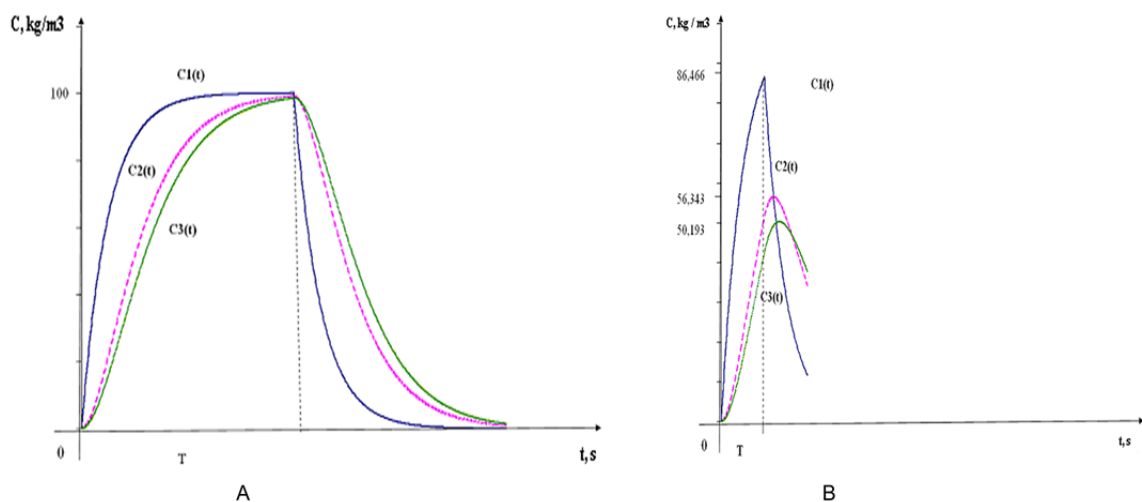 C, kg/m3
C1(t)
100
C2(t)
C3(t)
0
T
t, s
A
C, kg / m3
86,466
C1(t)
C2(t)
56,343
50,193
C3(t)
0
T
t, s
B